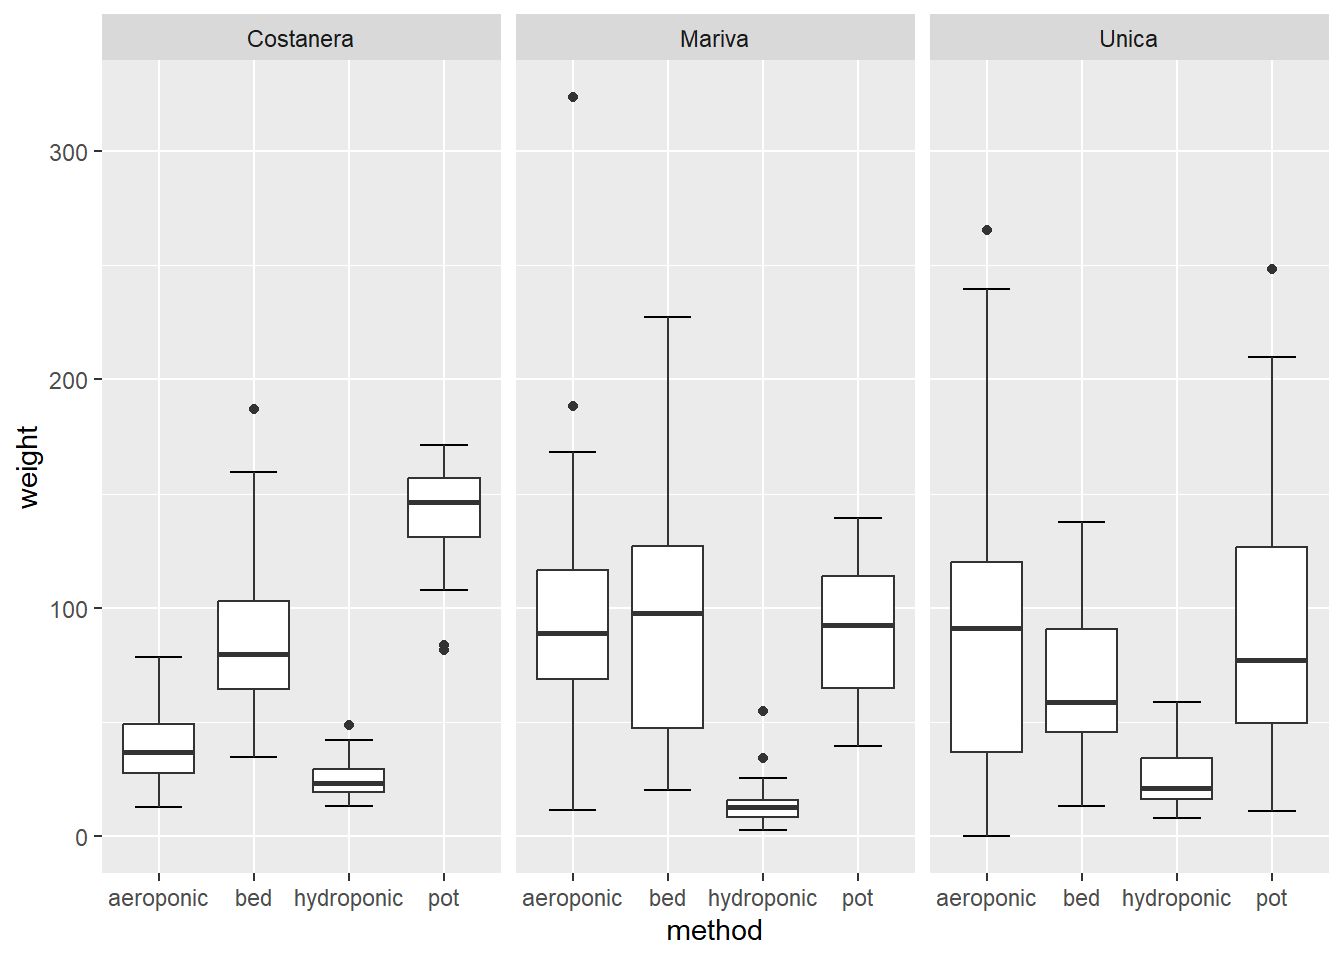 Costanera Mariva Unica
300
200
100
0
weight
aeroponic bed hydroponic pot aeroponic bed hydroponic pot aeroponic bed hydroponic pot
method